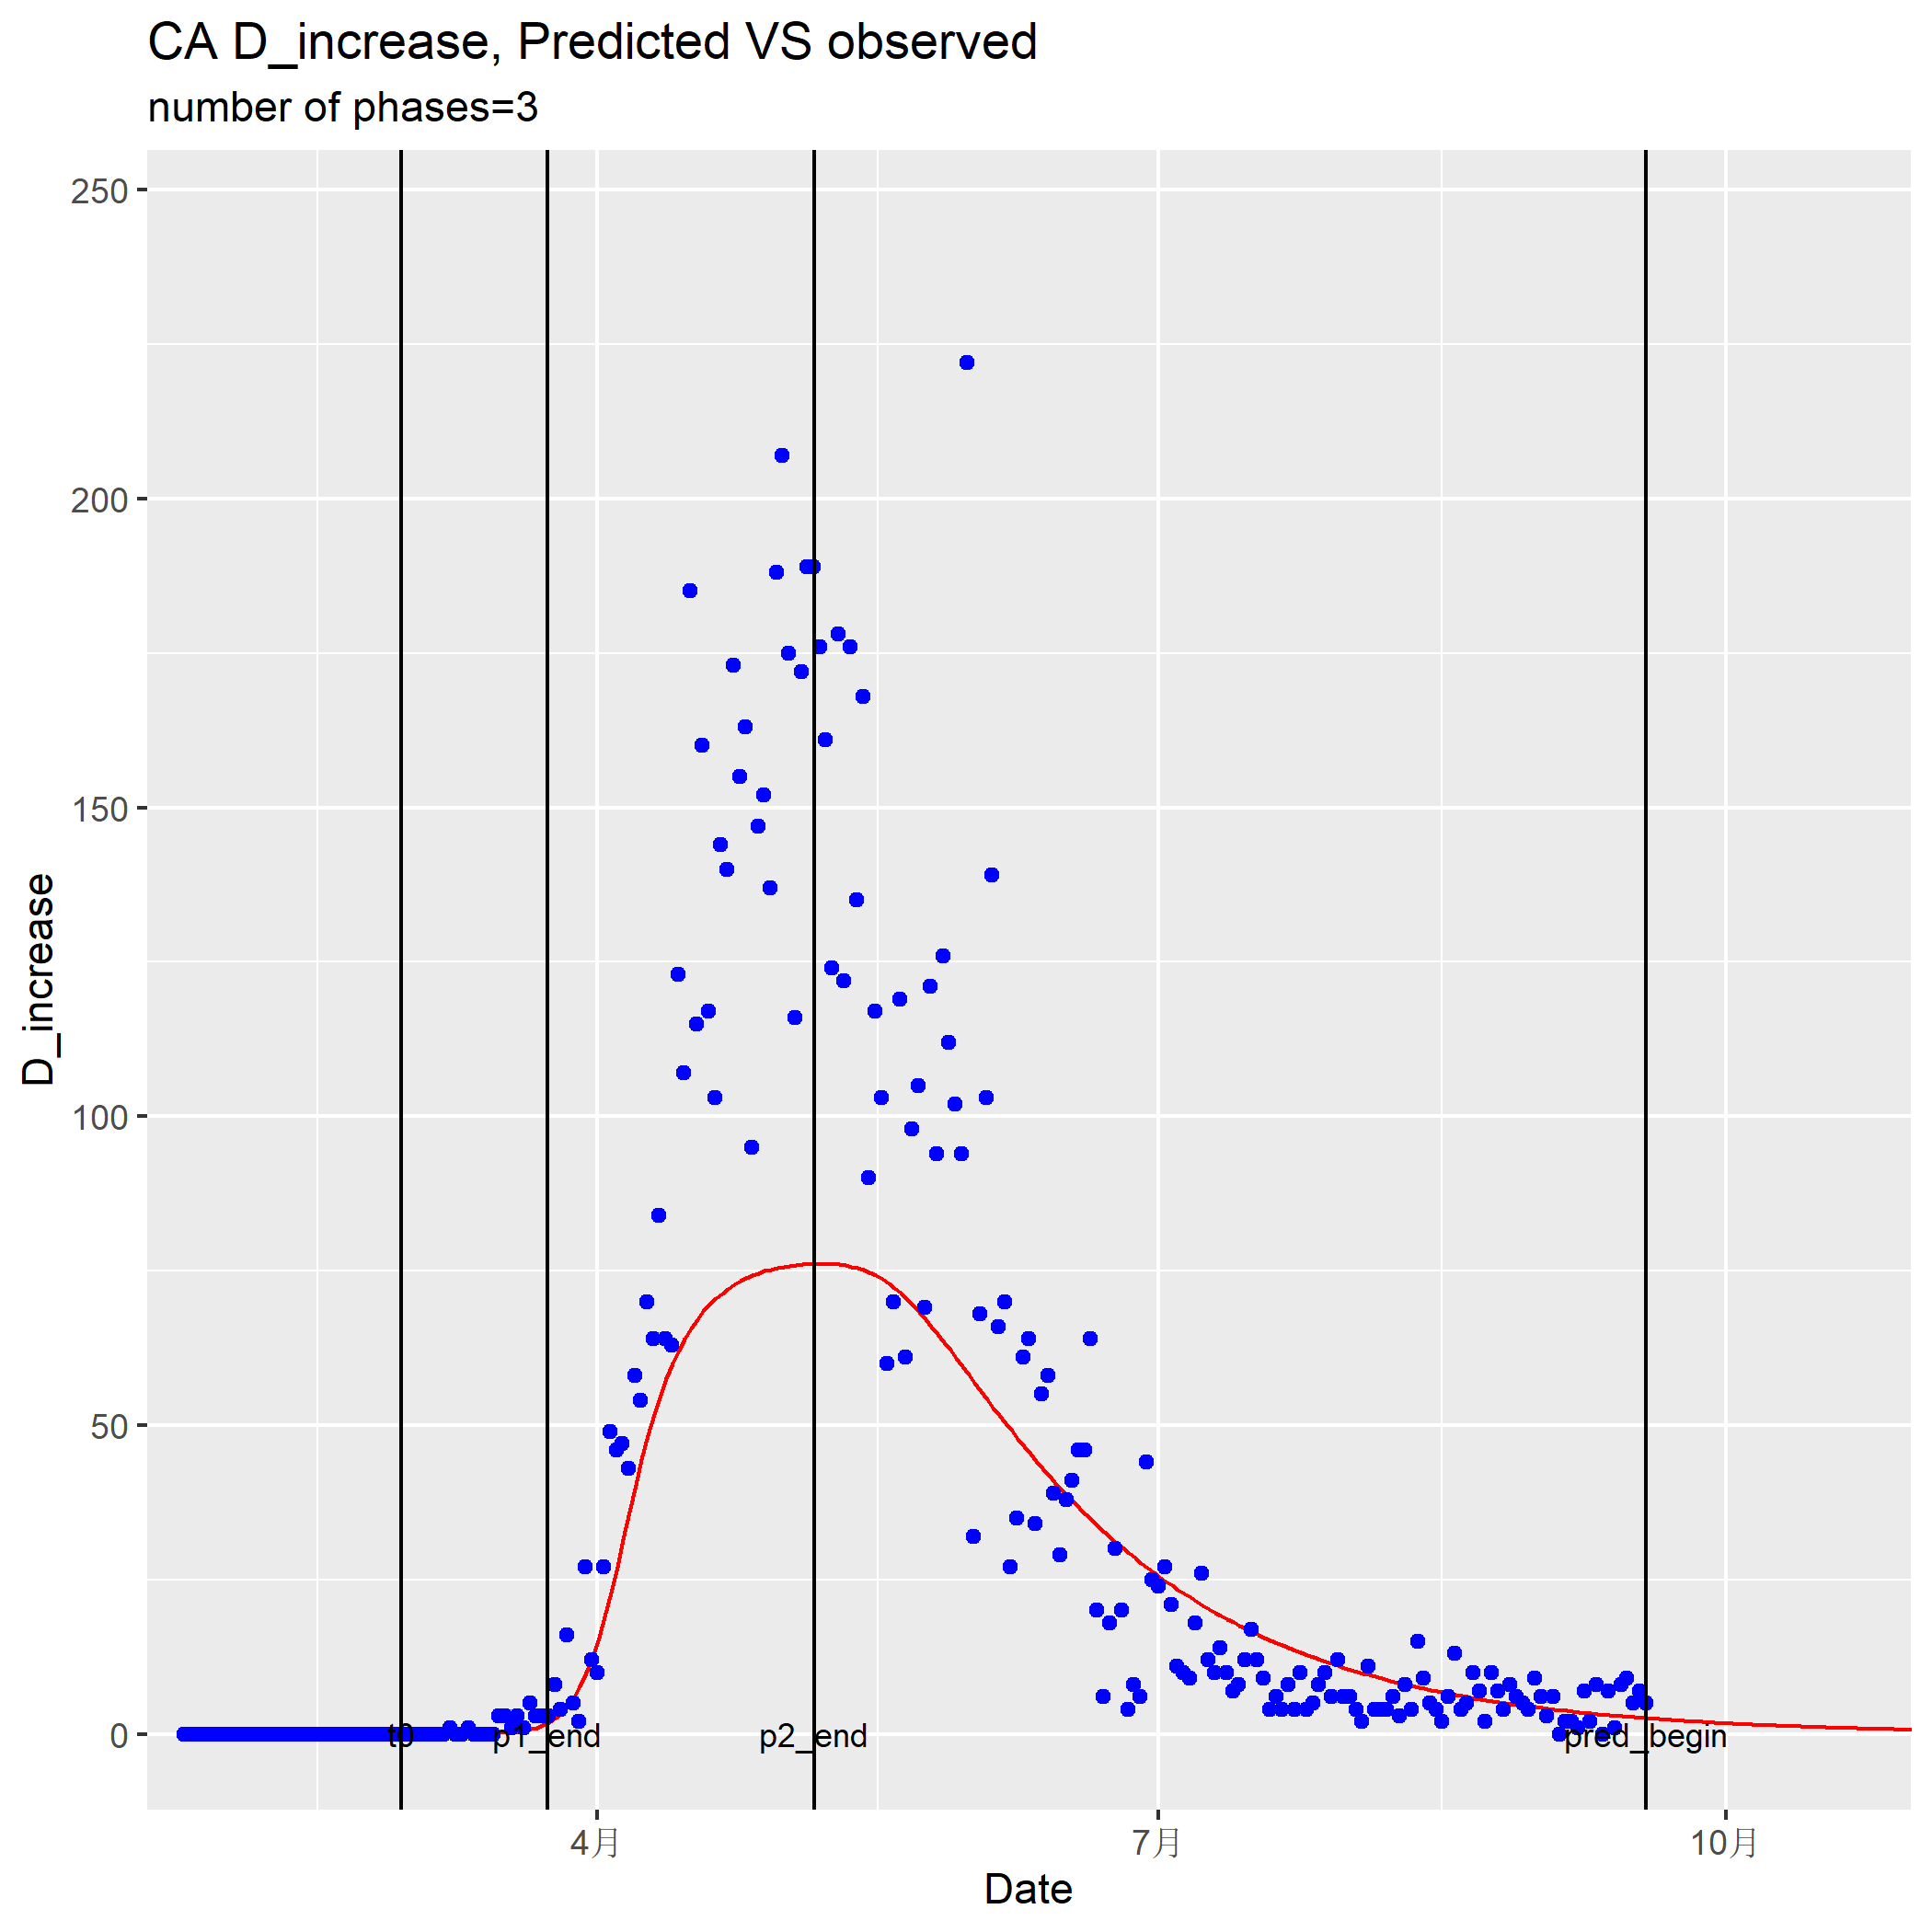 CA D_increase, Predicted VS observed
number of phases=3
250
200
150
100
50
0
D_increase
t0
p1_end
p2_end
pred_begin
4月
7月
10月
Date